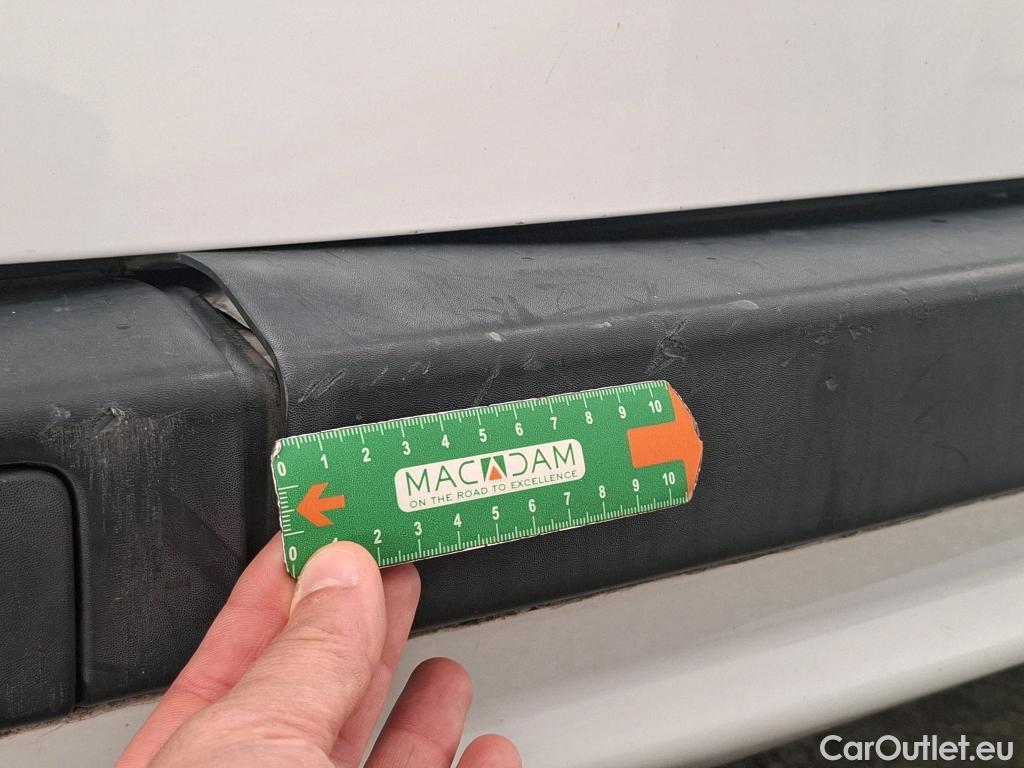 0 1 2 3 4 5 6 7 8 9 10
MACADAM
ON THE ROAD TO EXCELLENCE
0 1 2 3 4 5 6 7 8 9 10
CarOutlet.eu